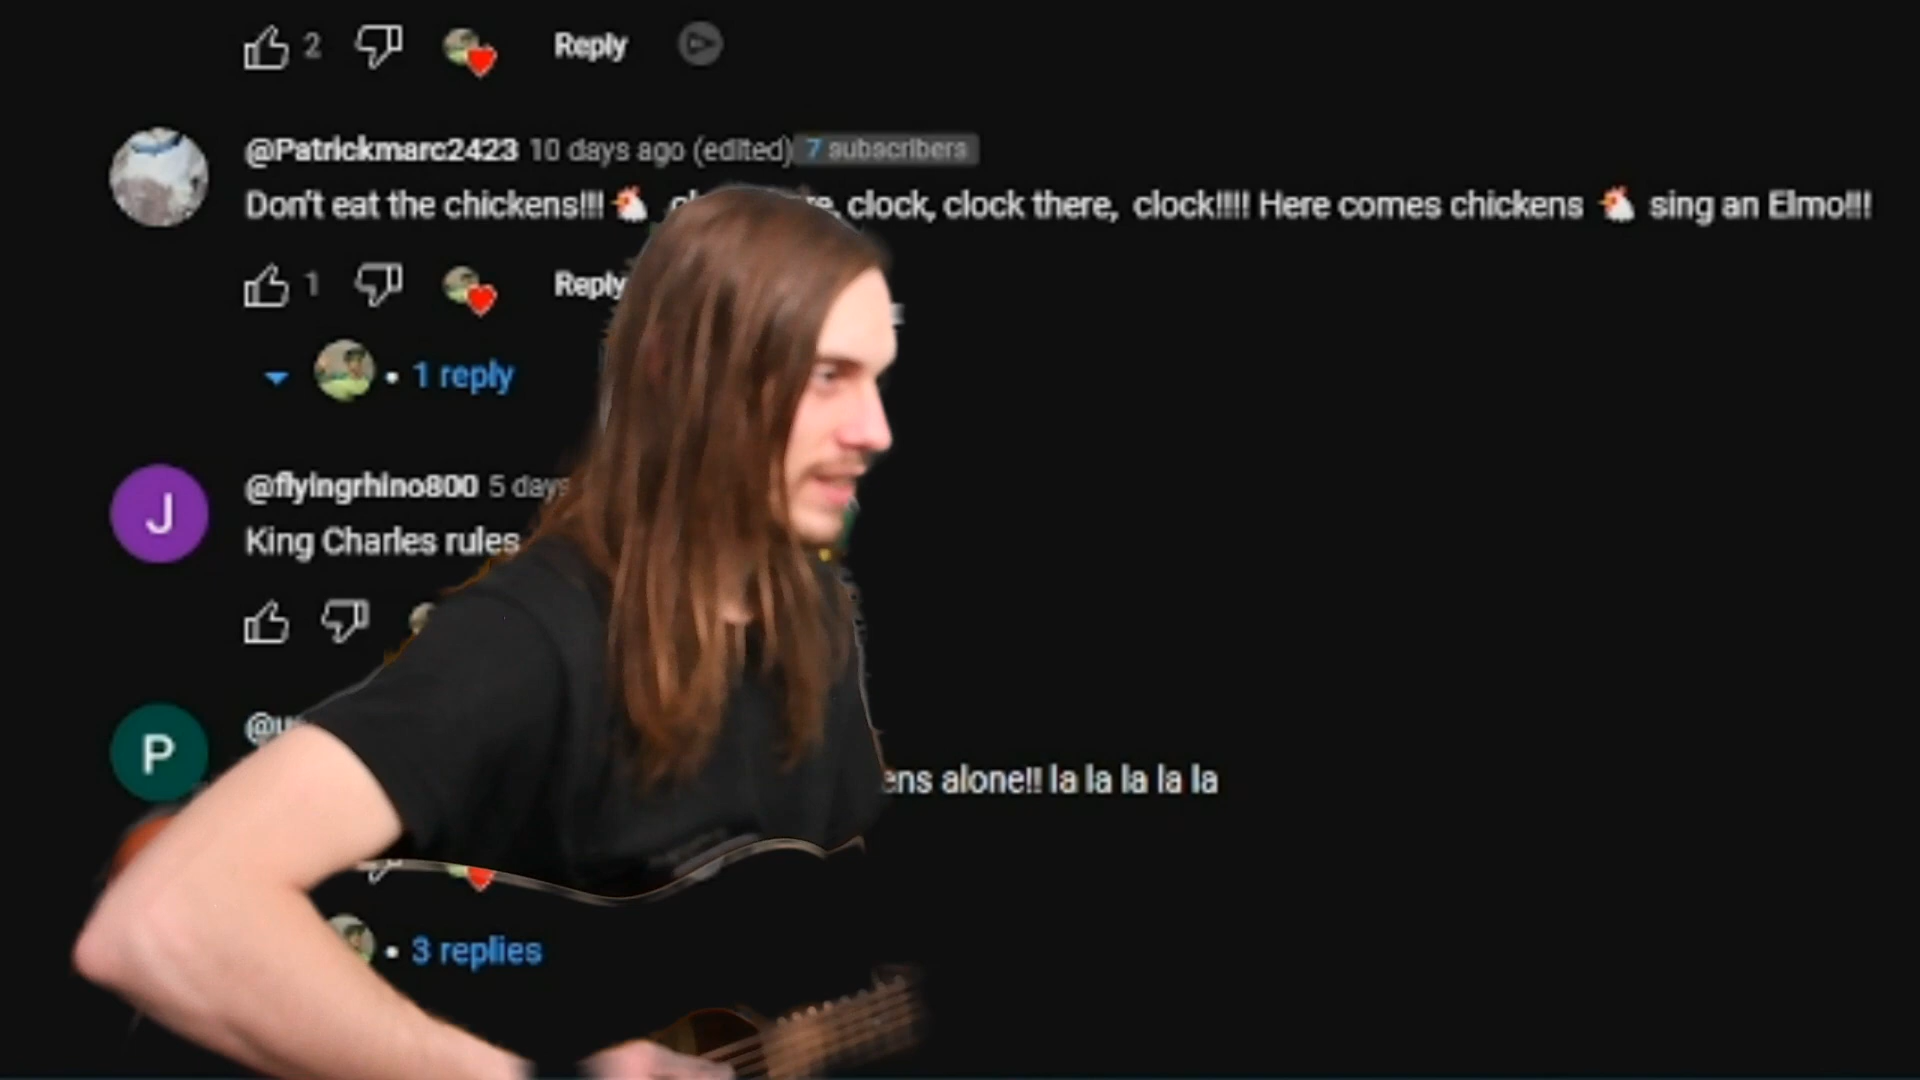 2 Reply
@Patrickmarc2423 10 days ago (edited) 7 subscribers
Don't eat the chickens!!! clock, clock there, clock!!!! Here comes chickens sing an Elmo!!!
1 Reply
• 1 reply
J
@flyingrhino800 5 days
King Charles rules
P
alone!! la la la la la
• 3 replies